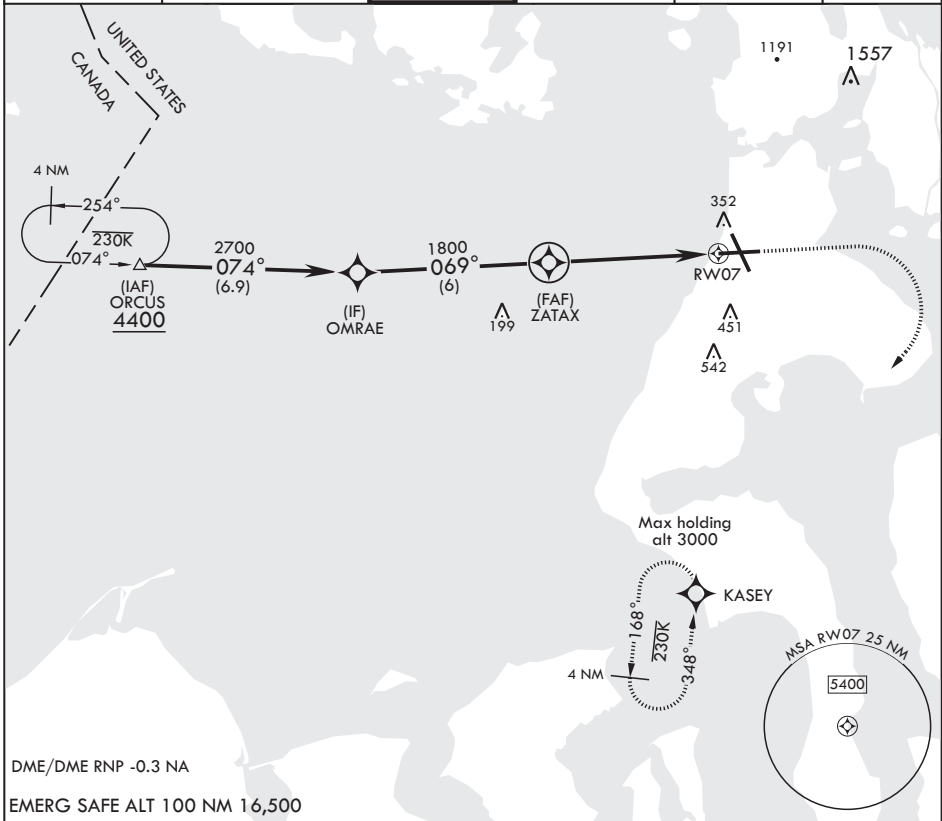 UNITED STATES
CANADA
1191
1557
4 NM
254°
230K
074°
(IAF)
ORCUS
4400
2700
074°
(6.9)
(IF)
OMRAE
1800
069°
(6)
(FAF)
ZATAX
199
352
RW07
451
542
Max holding
alt 3000
KASEY
168°
230K
348°
4 NM
MSA RW07 25 NM
5400
DME/DME RNP -0.3 NA
EMERG SAFE ALT 100 NM 16,500